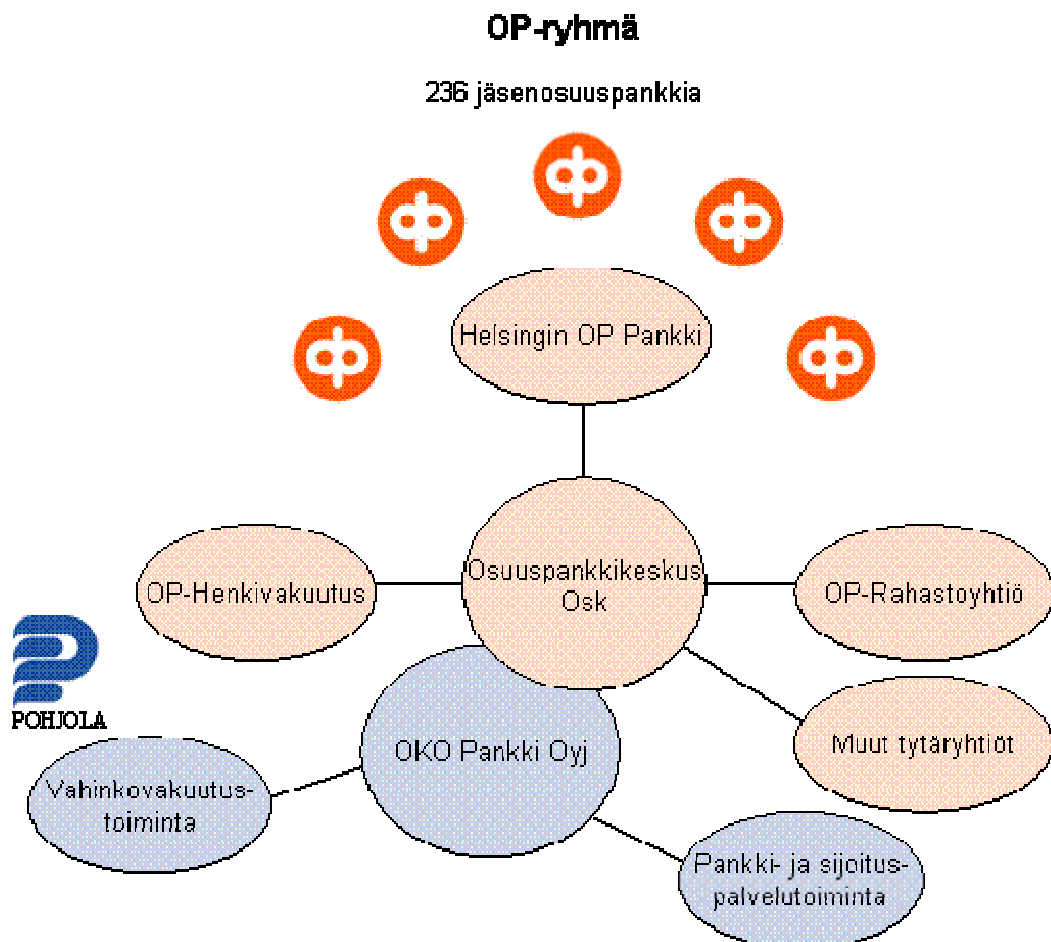 OP-ryhmä
236 jäsenosuuspankkia
Helsingin OP Pankki
OP-Henkivakuutus
Osuuspankkikeskus
Osk
OP-Rahastoyhtiö
POHJOLA
OKO Pankki Oyj
Muut tytäryhtiöt
Vahinkovakuutus-
toiminta
Pankki- ja sijoitus-
palvelutoiminta